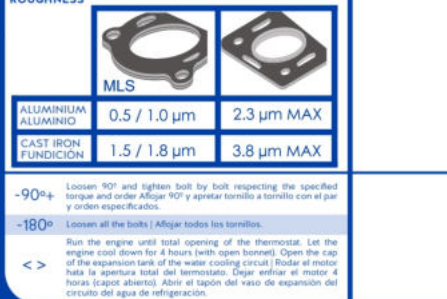 ROUGHNESS
MLS
ALUMINIUM
ALUMINIO
0.5 / 1.0 µm
2.3 µm MAX
CAST IRON
FUNDICIÓN
1.5 / 1.8 µm
3.8 µm MAX
-90º+
Loosen 90º and tighten bolt by bolt respecting the specified
torque and order Aflojar 90º y apretar tornillo a tornillo con el par
y orden especificados.
-180º
Loosen all the bolts | Aflojar todos los tornillos.
< >
Run the engine until total opening of the thermostat. Let the
engine cool down for 4 hours (with open bonnet). Open the cap
of the expansion tank of the water cooling circuit | Rodar el motor
hata la apertura total del termostato. Dejar enfriar el motor 4
horas (capot abierto). Abrir el tapón del vaso de expansión del
circuito del agua de refrigeración.